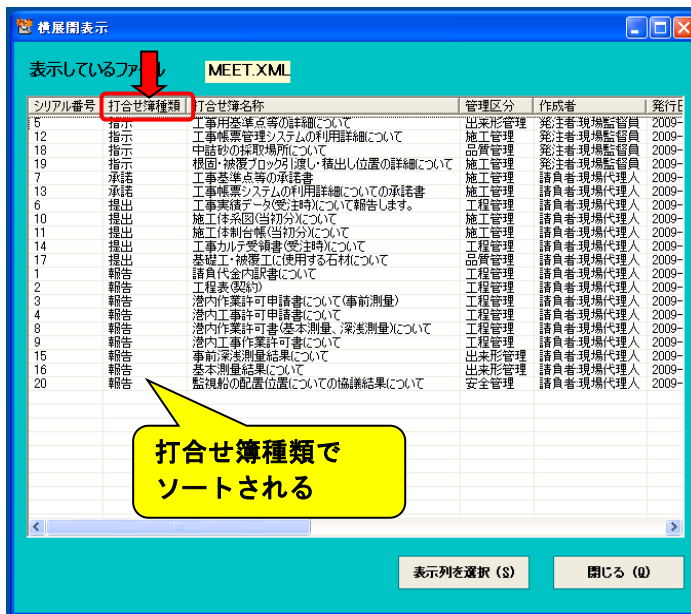 横展開表示
表示しているファイル MEET.XML
シリアル番号 打合せ簿種類 打合せ簿名称 管理区分 作成者 発行日
5 指示 工事用基準点等の詳細について 出来形管理 発注者:現場監督員 2009-
12 指示 工事帳票管理システムの利用詳細について 施工管理 発注者:現場監督員 2009-
18 指示 中詰砂の採取場所について 品質管理 発注者:現場監督員 2009-
19 指示 根固・被覆ブロック引渡し・積出し位置の詳細について 施工管理 発注者:現場監督員 2009-
7 承諾 工事基準点等の承諾書 施工管理 請負者:現場代理人 2009-
13 承諾 工事帳票システムの利用詳細についての承諾書 施工管理 請負者:現場代理人 2009-
6 提出 工事実績データ(受注時)について報告します。 工程管理 請負者:現場代理人 2009-
10 提出 施工体系図(当初分)について 施工管理 請負者:現場代理人 2009-
11 提出 施工体制台帳(当初分)について 施工管理 請負者:現場代理人 2009-
14 提出 工事カルテ受領書(受注時)について 工程管理 請負者:現場代理人 2009-
17 提出 基礎工・被覆工に使用する石材について 品質管理 請負者:現場代理人 2009-
1 報告 請負代金内訳書について 工程管理 請負者:現場代理人 2009-
2 報告 工程表(契約) 工程管理 請負者:現場代理人 2009-
3 報告 港内作業許可申請書について(事前測量) 工程管理 請負者:現場代理人 2009-
4 報告 港内工事許可申請書について 工程管理 請負者:現場代理人 2009-
8 報告 港内作業許可書(基本測量、深浅測量)について 工程管理 請負者:現場代理人 2009-
9 報告 港内工事作業許可書について 工程管理 請負者:現場代理人 2009-
15 報告 事前深浅測量結果について 出来形管理 請負者:現場代理人 2009-
16 報告 基本測量結果について 出来形管理 請負者:現場代理人 2009-
20 報告 監視船の配置位置についての協議結果について 安全管理 請負者:現場代理人 2009-
打合せ簿種類で
ソートされる
表示列を選択 (S) 閉じる (Q)